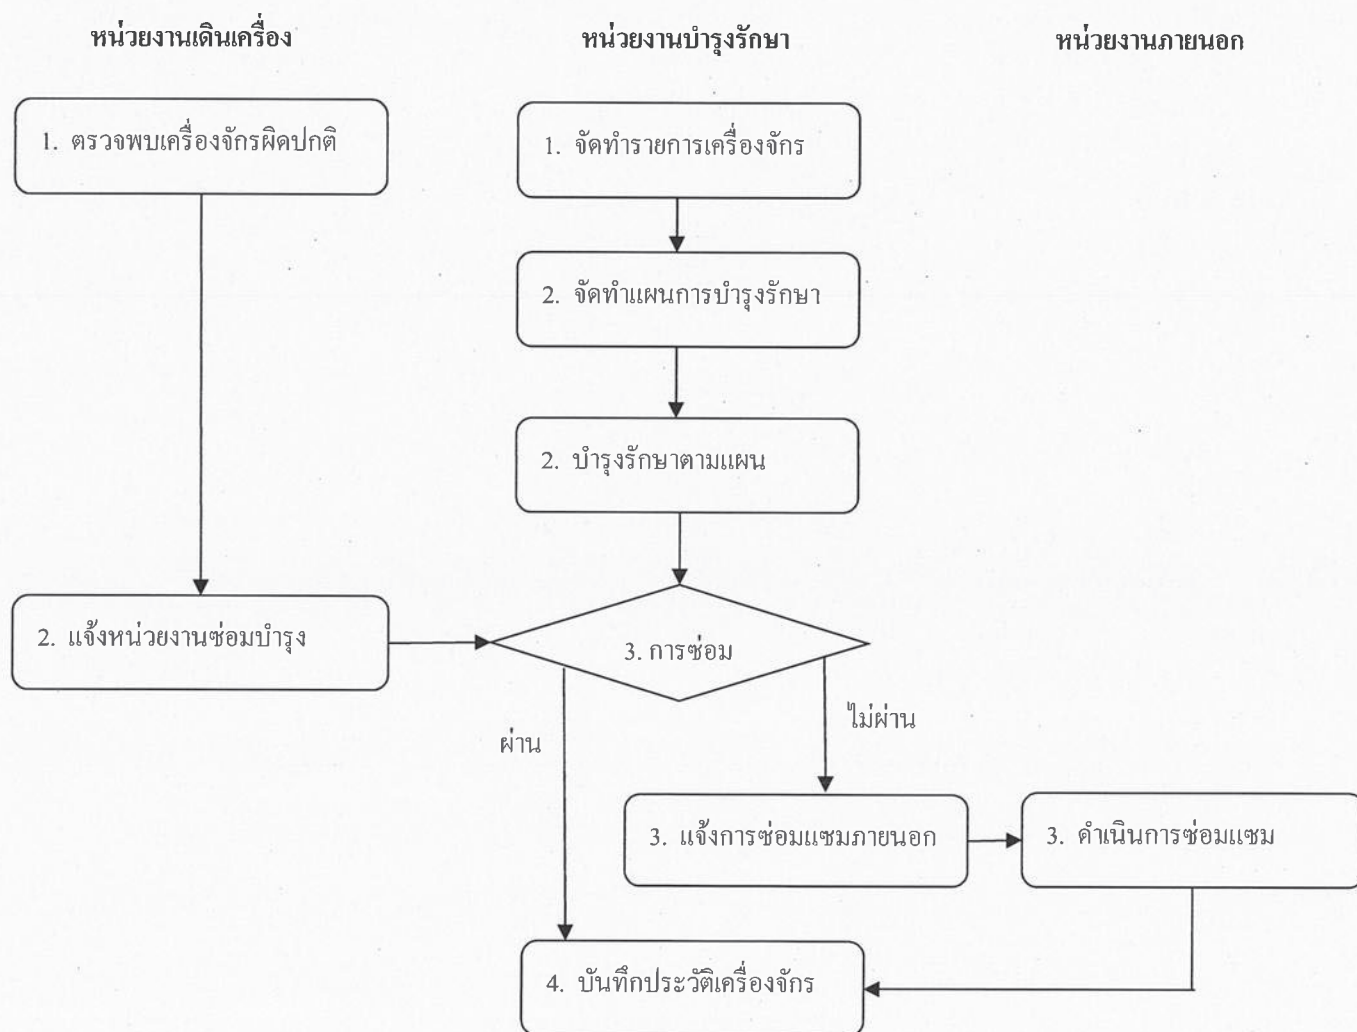 หน่วยงานเดินเครื่อง
หน่วยงานบำรุงรักษา
หน่วยงานภายนอก
1. ตรวจพบเครื่องจักรผิดปกติ
1. จัดทำรายการเครื่องจักร
2. จัดทำแผนการบำรุงรักษา
2. บำรุงรักษาตามแผน
2. แจ้งหน่วยงานซ่อมบำรุง
3. การซ่อม
ไม่ผ่าน
ผ่าน
3. แจ้งการซ่อมแซมภายนอก
3. ดำเนินการซ่อมแซม
4. บันทึกประวัติเครื่องจักร